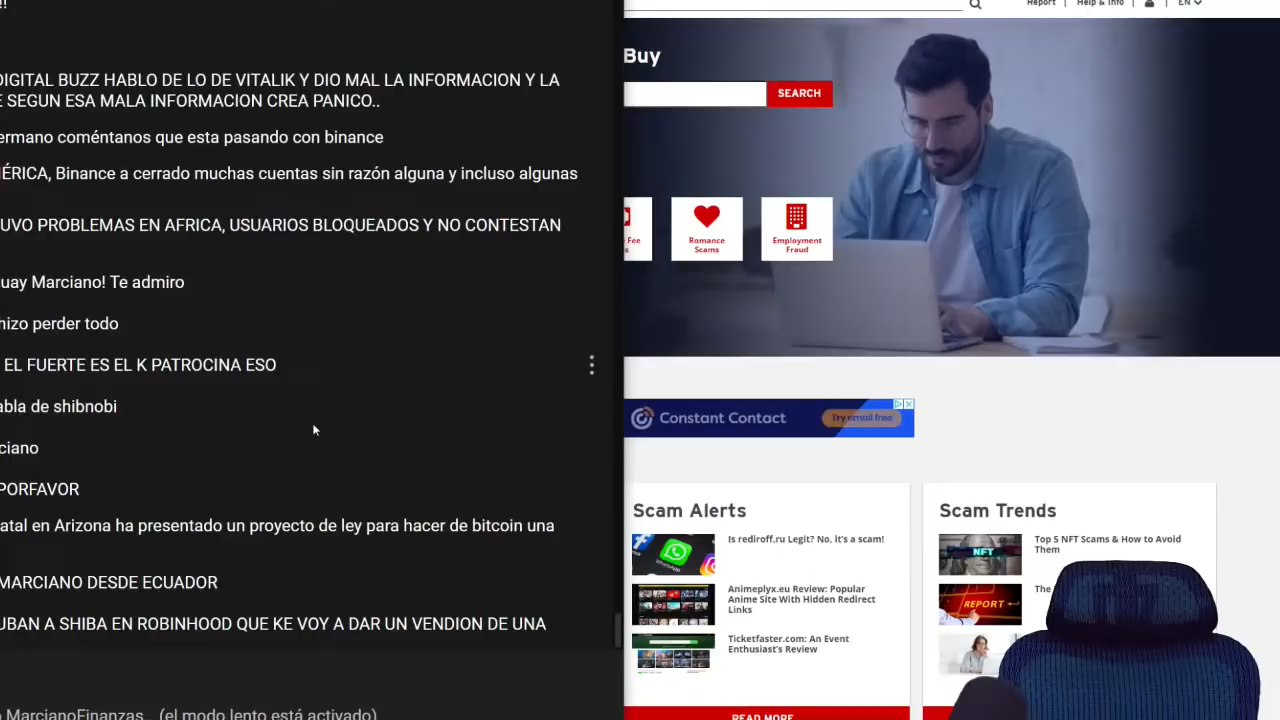 !!
DIGITAL BUZZ HABLO DE LO DE VITALIK Y DIO MAL LA INFORMACION Y LA
E SEGUN ESA MALA INFORMACION CREA PANICO..
ermano coméntanos que esta pasando con binance
ÉRICA, Binance a cerrado muchas cuentas sin razón alguna y incluso algunas
UVO PROBLEMAS EN AFRICA, USUARIOS BLOQUEADOS Y NO CONTESTAN
uay Marciano! Te admiro
hizo perder todo
EL FUERTE ES EL K PATROCINA ESO
abla de shibnobi
ciano
PORFAVOR
atal en Arizona ha presentado un proyecto de ley para hacer de bitcoin una
MARCIANO DESDE ECUADOR
UBAN A SHIBA EN ROBINHOOD QUE KE VOY A DAR UN VENDION DE UNA
MarcianoFinanzas... (el modo lento está activado)
Report | Help & Info | | EN
Buy
SEARCH
Fee
s
Romance
Scams
Employment
Fraud
Constant Contact
Try email free
Scam Alerts
Is rediroff.ru Legit? No, it's a scam!
Animeplyx.eu Review: Popular
Anime Site With Hidden Redirect
Links
Ticketfaster.com: An Event
Enthusiast's Review
READ MORE
Scam Trends
NFT
Top 5 NFT Scams & How to Avoid
Them
REPORT
The